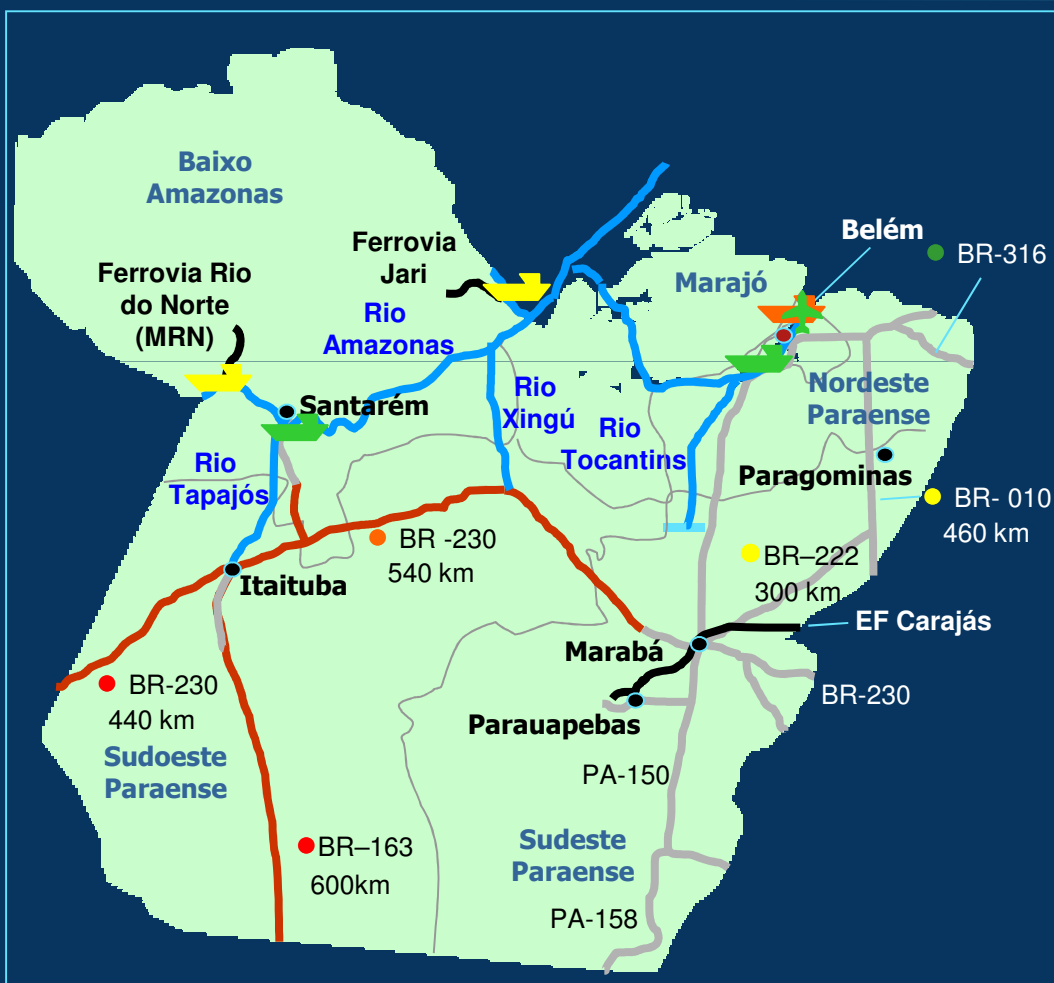 Baixo
Amazonas
Ferrovia
Jari
Ferrovia Rio
do Norte
(MRN)
Rio
Amazonas
Belém
BR-316
Marajó
Nordeste
Paraense
Santarém
Rio
Xingú
Rio
Tocantins
Rio
Tapajós
Paragominas
BR- 010
460 km
BR -230
540 km
BR–222
300 km
Itaituba
EF Carajás
Marabá
BR-230
440 km
BR-230
Parauapebas
Sudoeste
Paraense
PA-150
BR–163
600km
Sudeste
Paraense
PA-158